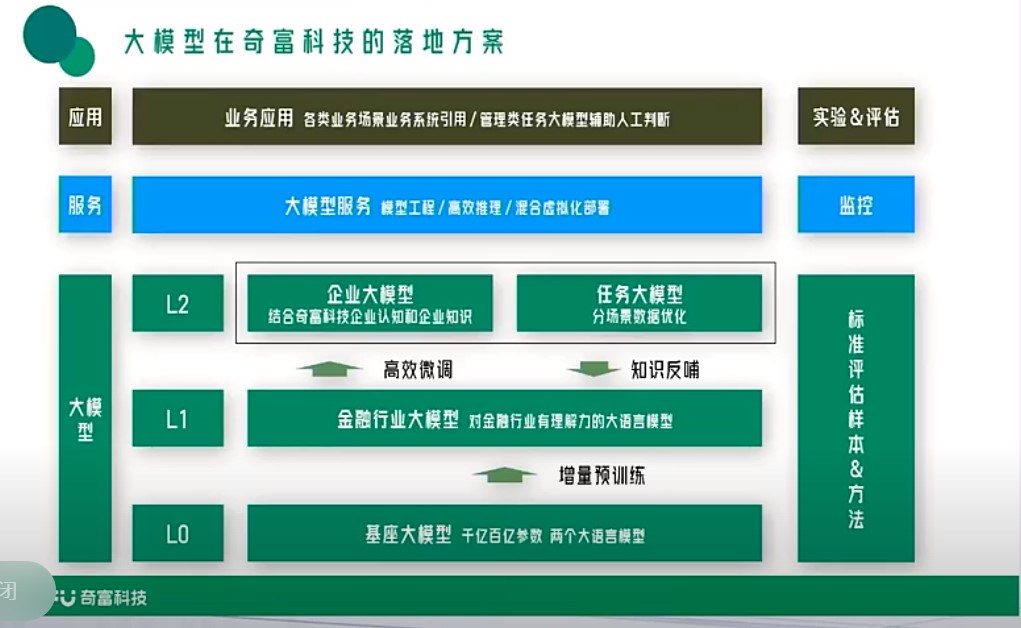 大模型在奇富科技的落地方案
应用
业务应用 各类业务场景业务系统引用/管理类任务大模型辅助人工判断
实验&评估
服务
大模型服务 模型工程/高效推理/混合虚拟化部署
监控
大模
型
L2
企业大模型
结合奇富科技企业认知和企业知识
任务大模型
分场景数据优化
高效微调
知识反哺
L1
金融行业大模型 对金融行业有理解力的大语言模型
增量预训练
L0
基座大模型 千亿百亿参数 两个大语言模型
标准评估样本&方法
闭
奇富科技